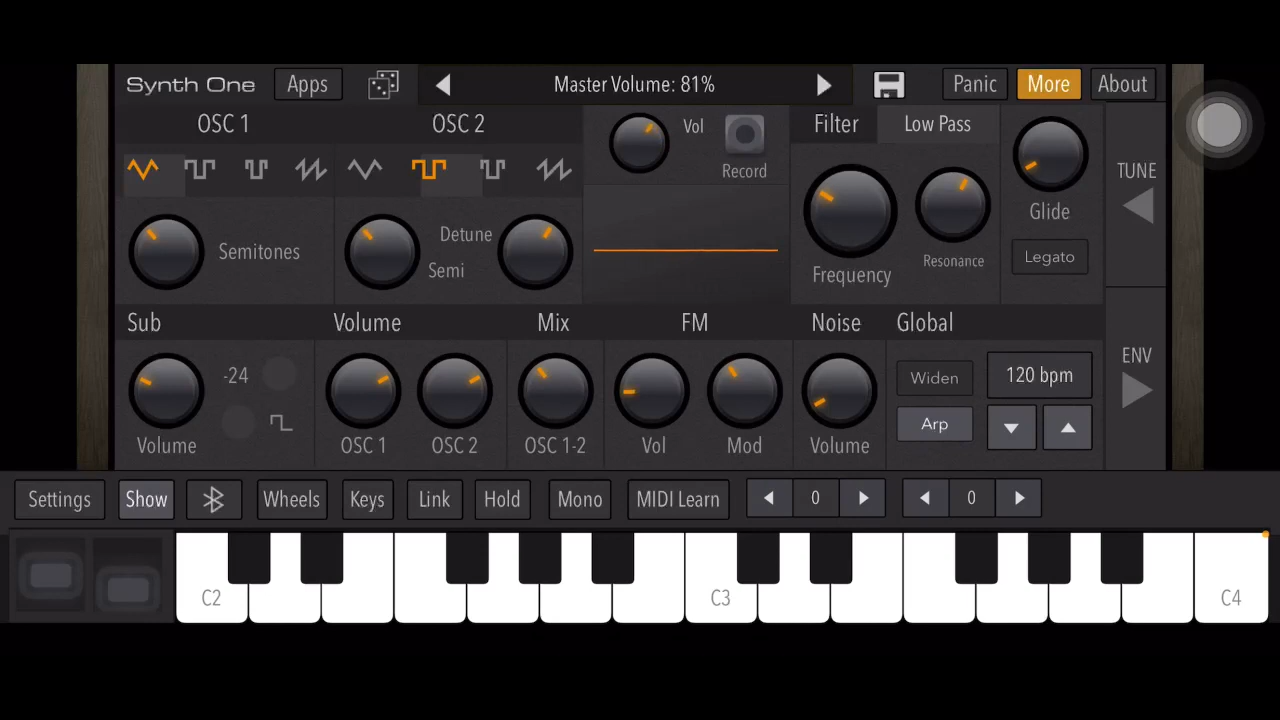 Synth One Apps Master Volume: 81% Panic More About
OSC 1 OSC 2 Vol Filter Low Pass
Record TUNE
Glide
Semitones Detune
Semi Legato
Frequency Resonance
Sub Volume Mix FM Noise Global
ENV
-24 Widen 120 bpm
Arp
Volume OSC 1 OSC 2 OSC 1-2 Vol Mod Volume
Settings Show Wheels Keys Link Hold Mono MIDI Learn 0 0
C2 C3 C4